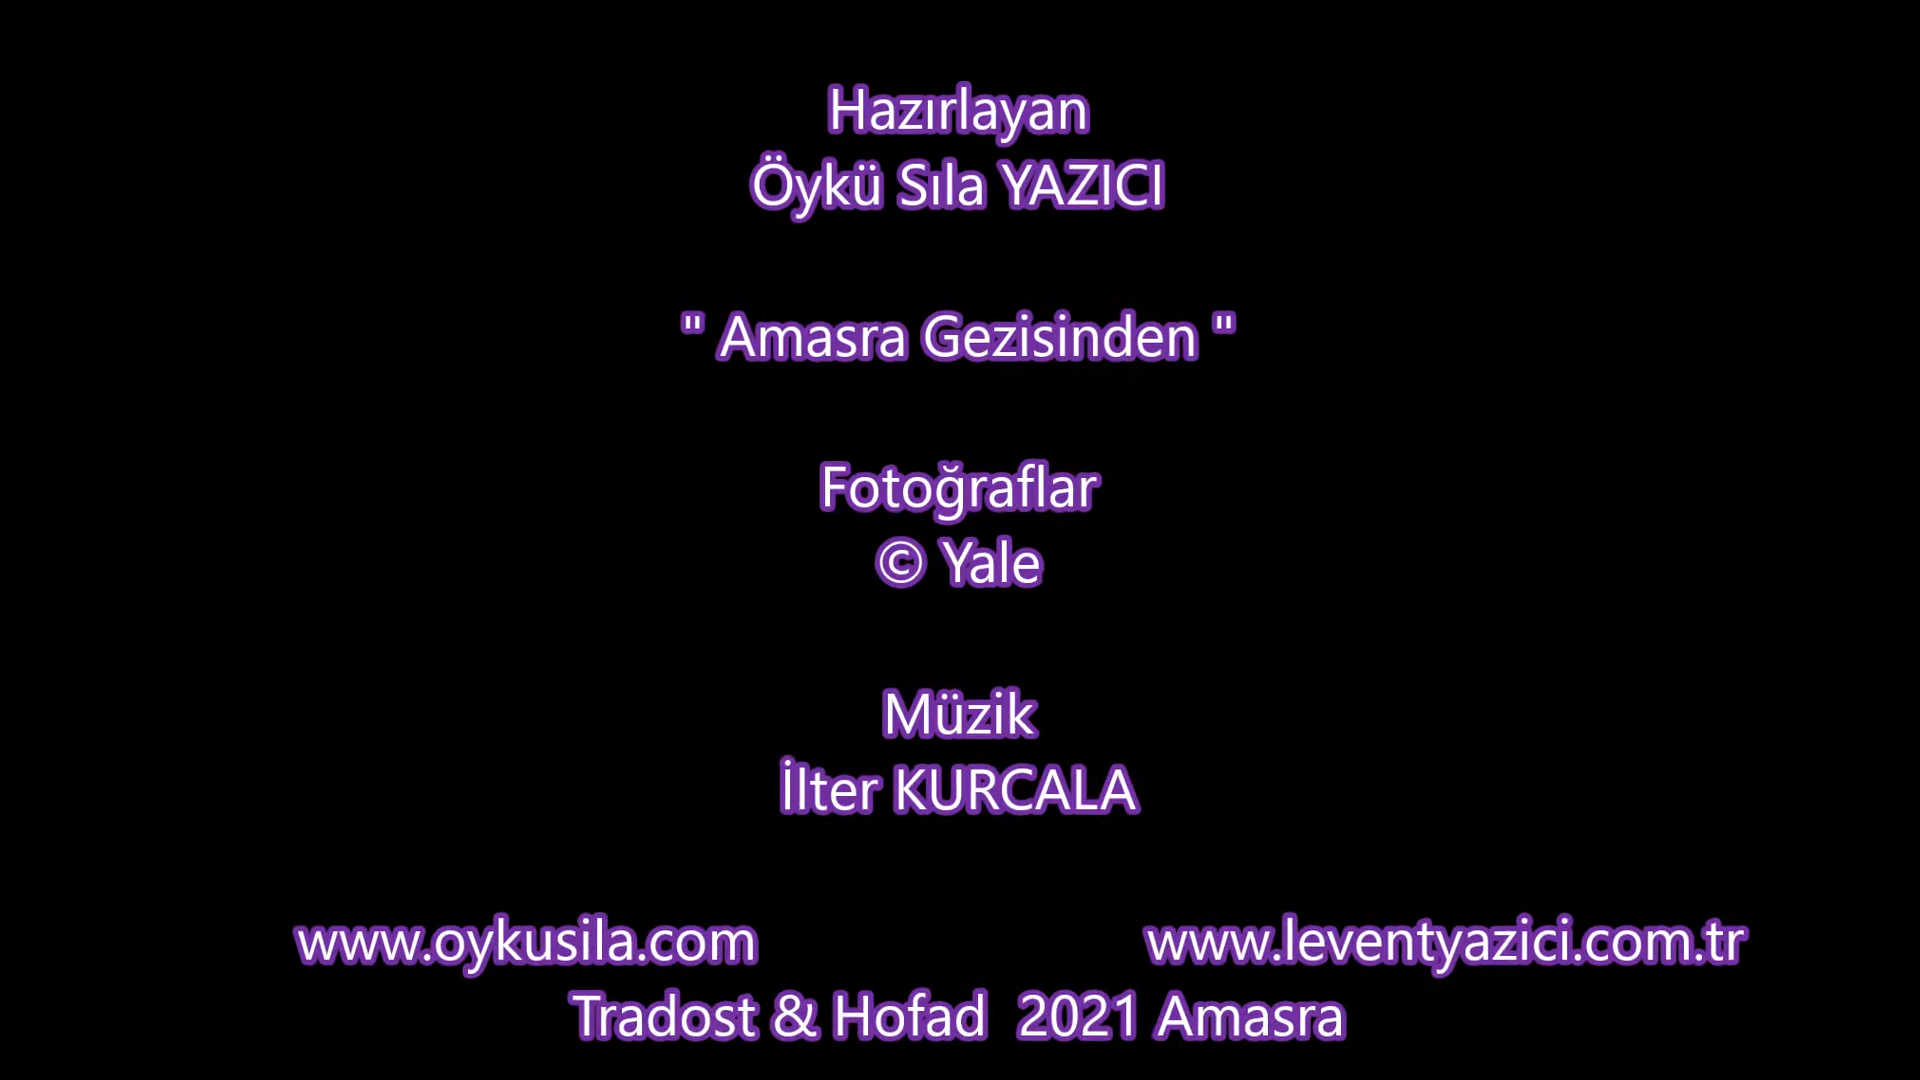 Hazırlayan
Öykü Sıla YAZICI
" Amasra Gezisinden "
Fotoğraflar
© Yale
Müzik
İlter KURCALA
www.oykusila.com www.leventyazici.com.tr
Tradost & Hofad 2021 Amasra